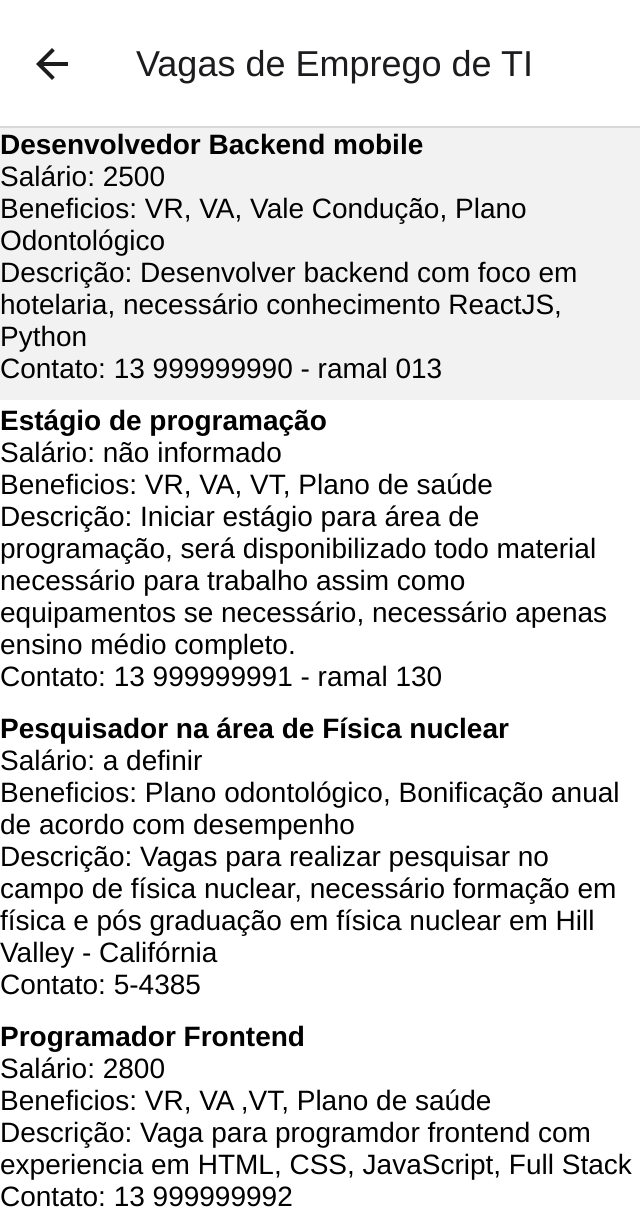 Vagas de Emprego de TI
Desenvolvedor Backend mobile
Salário: 2500
Beneficios: VR, VA, Vale Condução, Plano
Odontológico
Descrição: Desenvolver backend com foco em
hotelaria, necessário conhecimento ReactJS,
Python
Contato: 13 999999990 - ramal 013
Estágio de programação
Salário: não informado
Beneficios: VR, VA, VT, Plano de saúde
Descrição: Iniciar estágio para área de
programação, será disponibilizado todo material
necessário para trabalho assim como
equipamentos se necessário, necessário apenas
ensino médio completo.
Contato: 13 999999991 - ramal 130
Pesquisador na área de Física nuclear
Salário: a definir
Beneficios: Plano odontológico, Bonificação anual
de acordo com desempenho
Descrição: Vagas para realizar pesquisar no
campo de física nuclear, necessário formação em
física e pós graduação em física nuclear em Hill
Valley - Califórnia
Contato: 5-4385
Programador Frontend
Salário: 2800
Beneficios: VR, VA ,VT, Plano de saúde
Descrição: Vaga para programdor frontend com
experiencia em HTML, CSS, JavaScript, Full Stack
Contato: 13 999999992